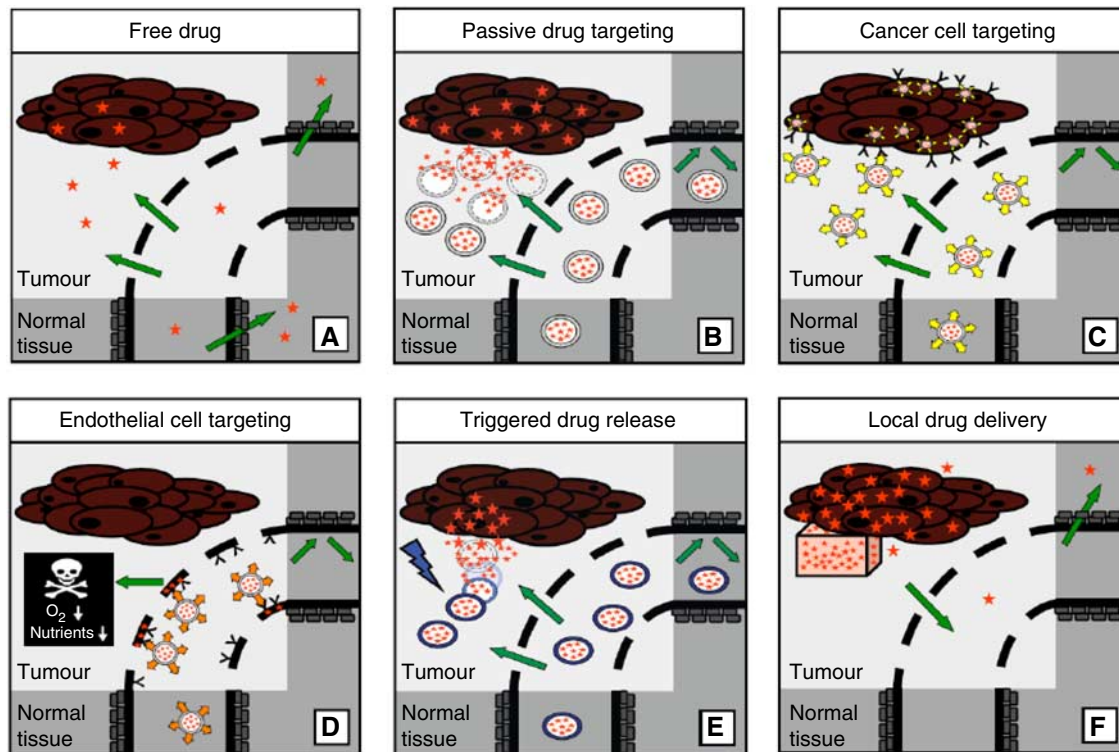 Free drug
Tumour
Normal
tissue
A
Passive drug targeting
Tumour
Normal
tissue
B
Cancer cell targeting
Tumour
Normal
tissue
C
Endothelial cell targeting
O₂
Nutrients
Tumour
Normal
tissue
D
Triggered drug release
Tumour
Normal
tissue
E
Local drug delivery
Tumour
Normal
tissue
F